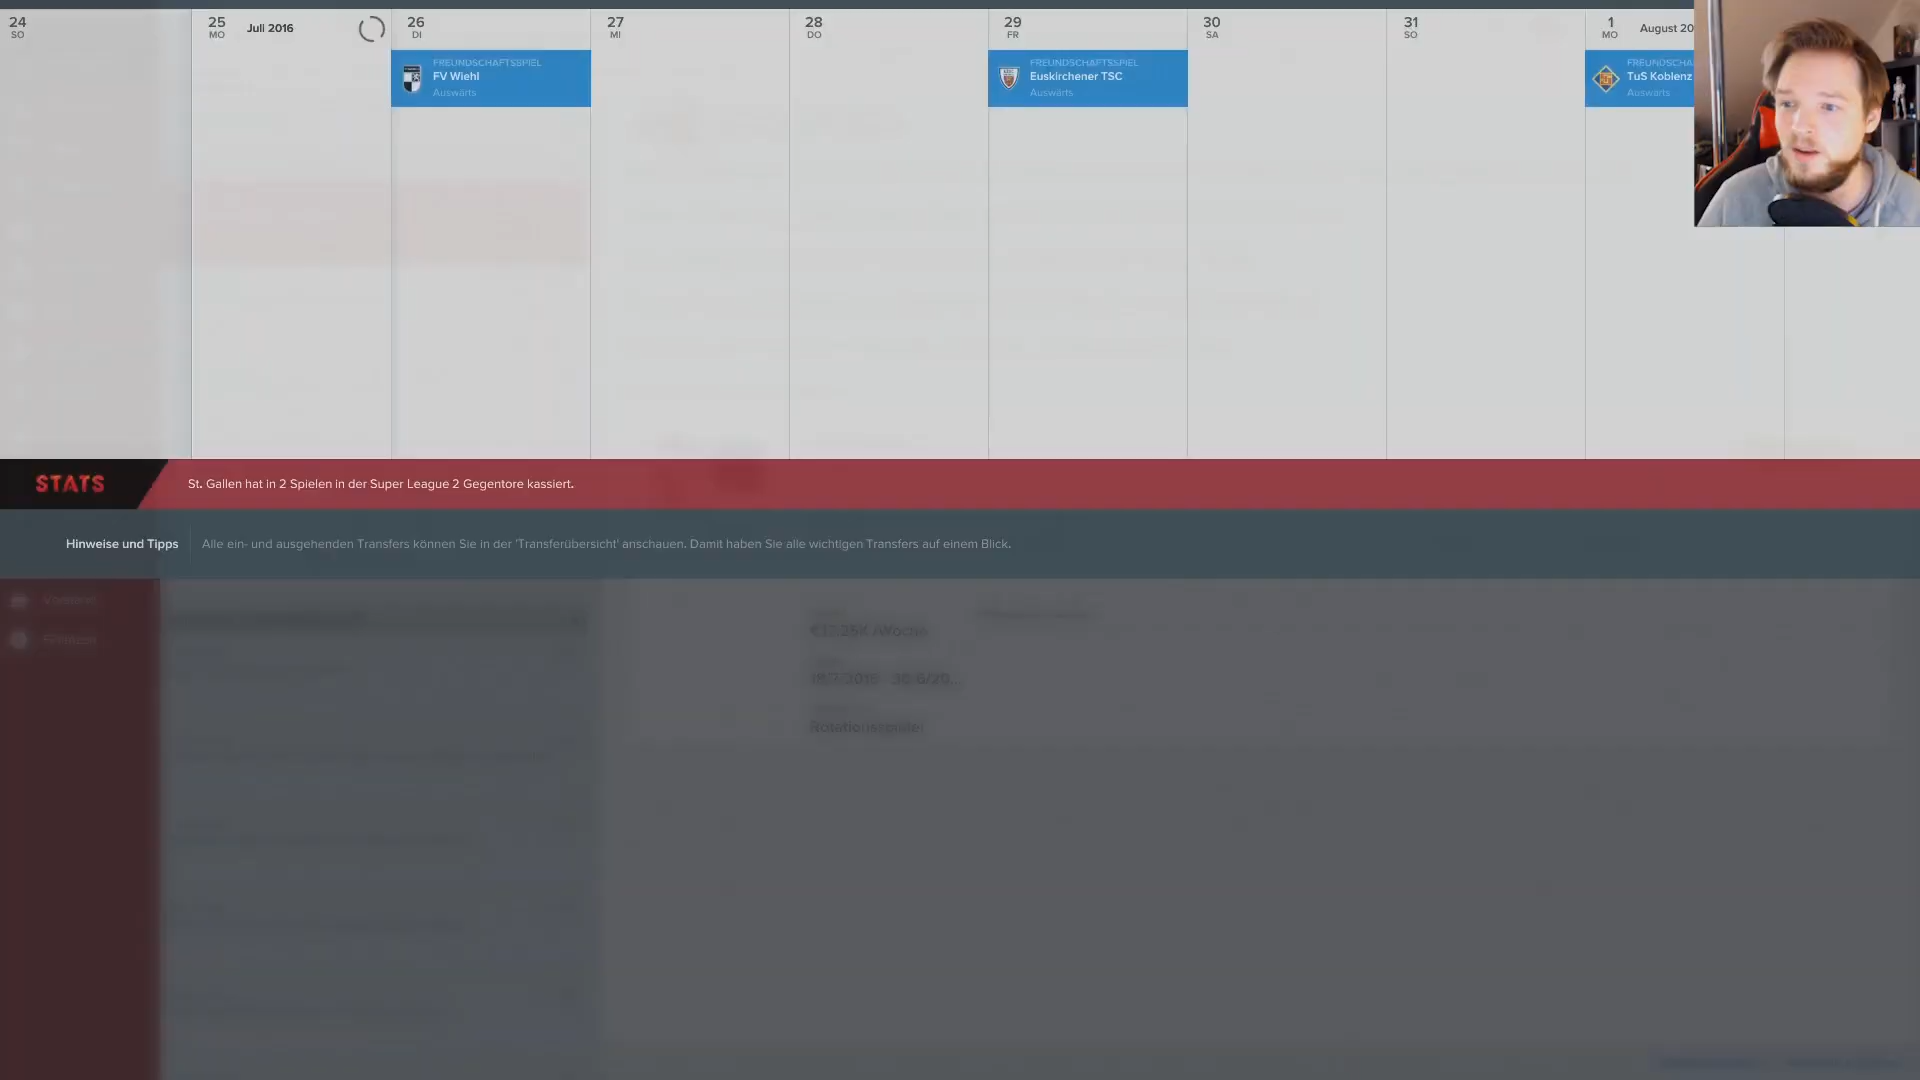 24
SO
25
MO
Juli 2016
26
DI
27
MI
28
DO
29
FR
30
SA
31
SO
1
MO
August 20
FREUNDSCHAFTSSPIEL
FV Wiehl
Auswärts
FREUNDSCHAFTSSPIEL
Euskirchener TSC
Auswärts
FREUNDSCHA
TuS Koblenz
Auswärts
STATS
St. Gallen hat in 2 Spielen in der Super League 2 Gegentore kassiert.
Hinweise und Tipps
Alle ein- und ausgehenden Transfers können Sie in der 'Transferübersicht' anschauen. Damit haben Sie alle wichtigen Transfers auf einem Blick.